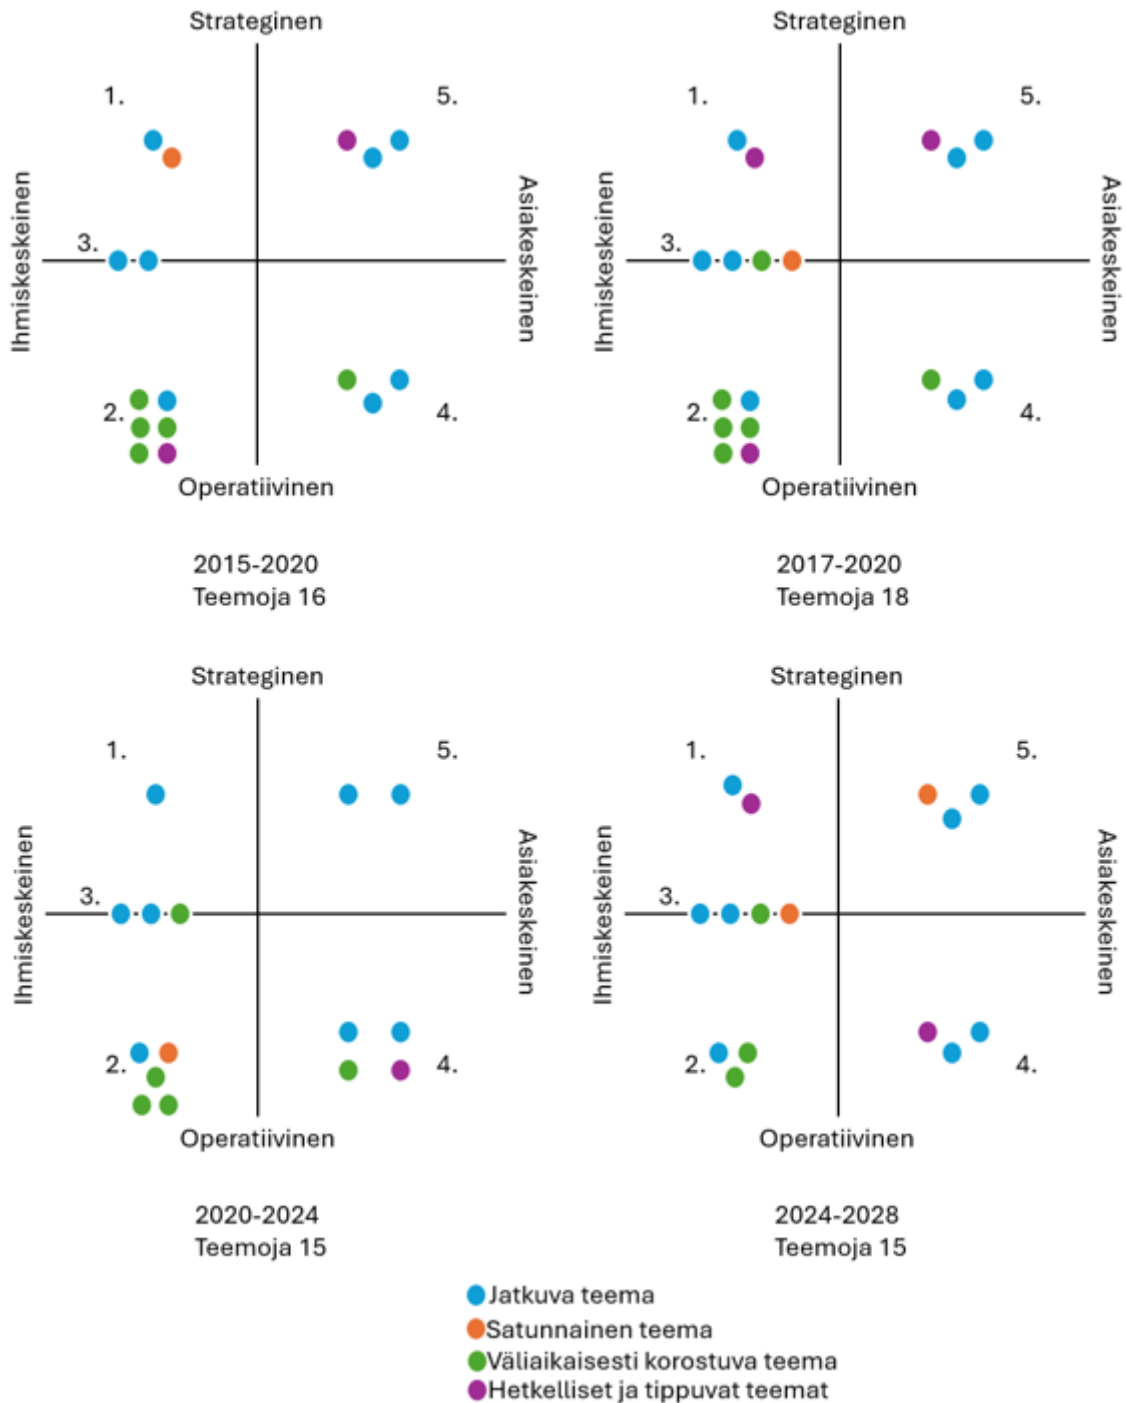 Strateginen
1.
5.
Ihmiskeskeinen
Asiakeskeinen
3.
2.
4.
Operatiivinen
2015-2020
Teemoja 16
Strateginen
1.
5.
Ihmiskeskeinen
Asiakeskeinen
3.
2.
4.
Operatiivinen
2017-2020
Teemoja 18
Strateginen
1.
5.
Ihmiskeskeinen
Asiakeskeinen
3.
2.
4.
Operatiivinen
2020-2024
Teemoja 15
Strateginen
1.
5.
Ihmiskeskeinen
Asiakeskeinen
3.
2.
4.
Operatiivinen
2024-2028
Teemoja 15
Jatkuva teema
Satunnainen teema
Väliaikaisesti korostuva teema
Hetkelliset ja tippuvat teemat